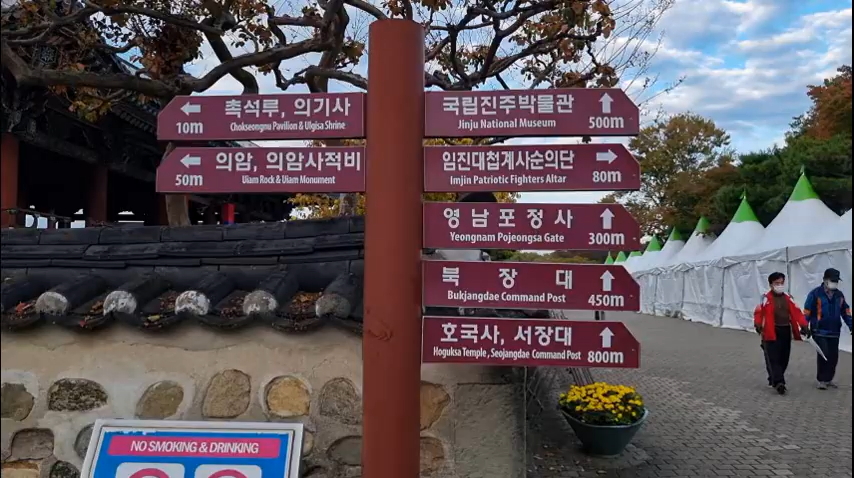 ← 촉석루, 의기사
10m Chokseongnu Pavilion & Uigisa Shrine
← 의암, 의암사적비
50m Uiam Rock & Uiam Monument
국립진주박물관 ↑
Jinju National Museum 500m
임진대첩계사순의단 →
Imjin Patriotic Fighters Altar 80m
영남포정사 ↑
Yeongnam Pojeongsa Gate 300m
북장대 ↑
Bukjangdae Command Post 450m
호국사, 서장대 ↑
Hoguksa Temple, Seojangdae Command Post 800m
NO SMOKING & DRINKING